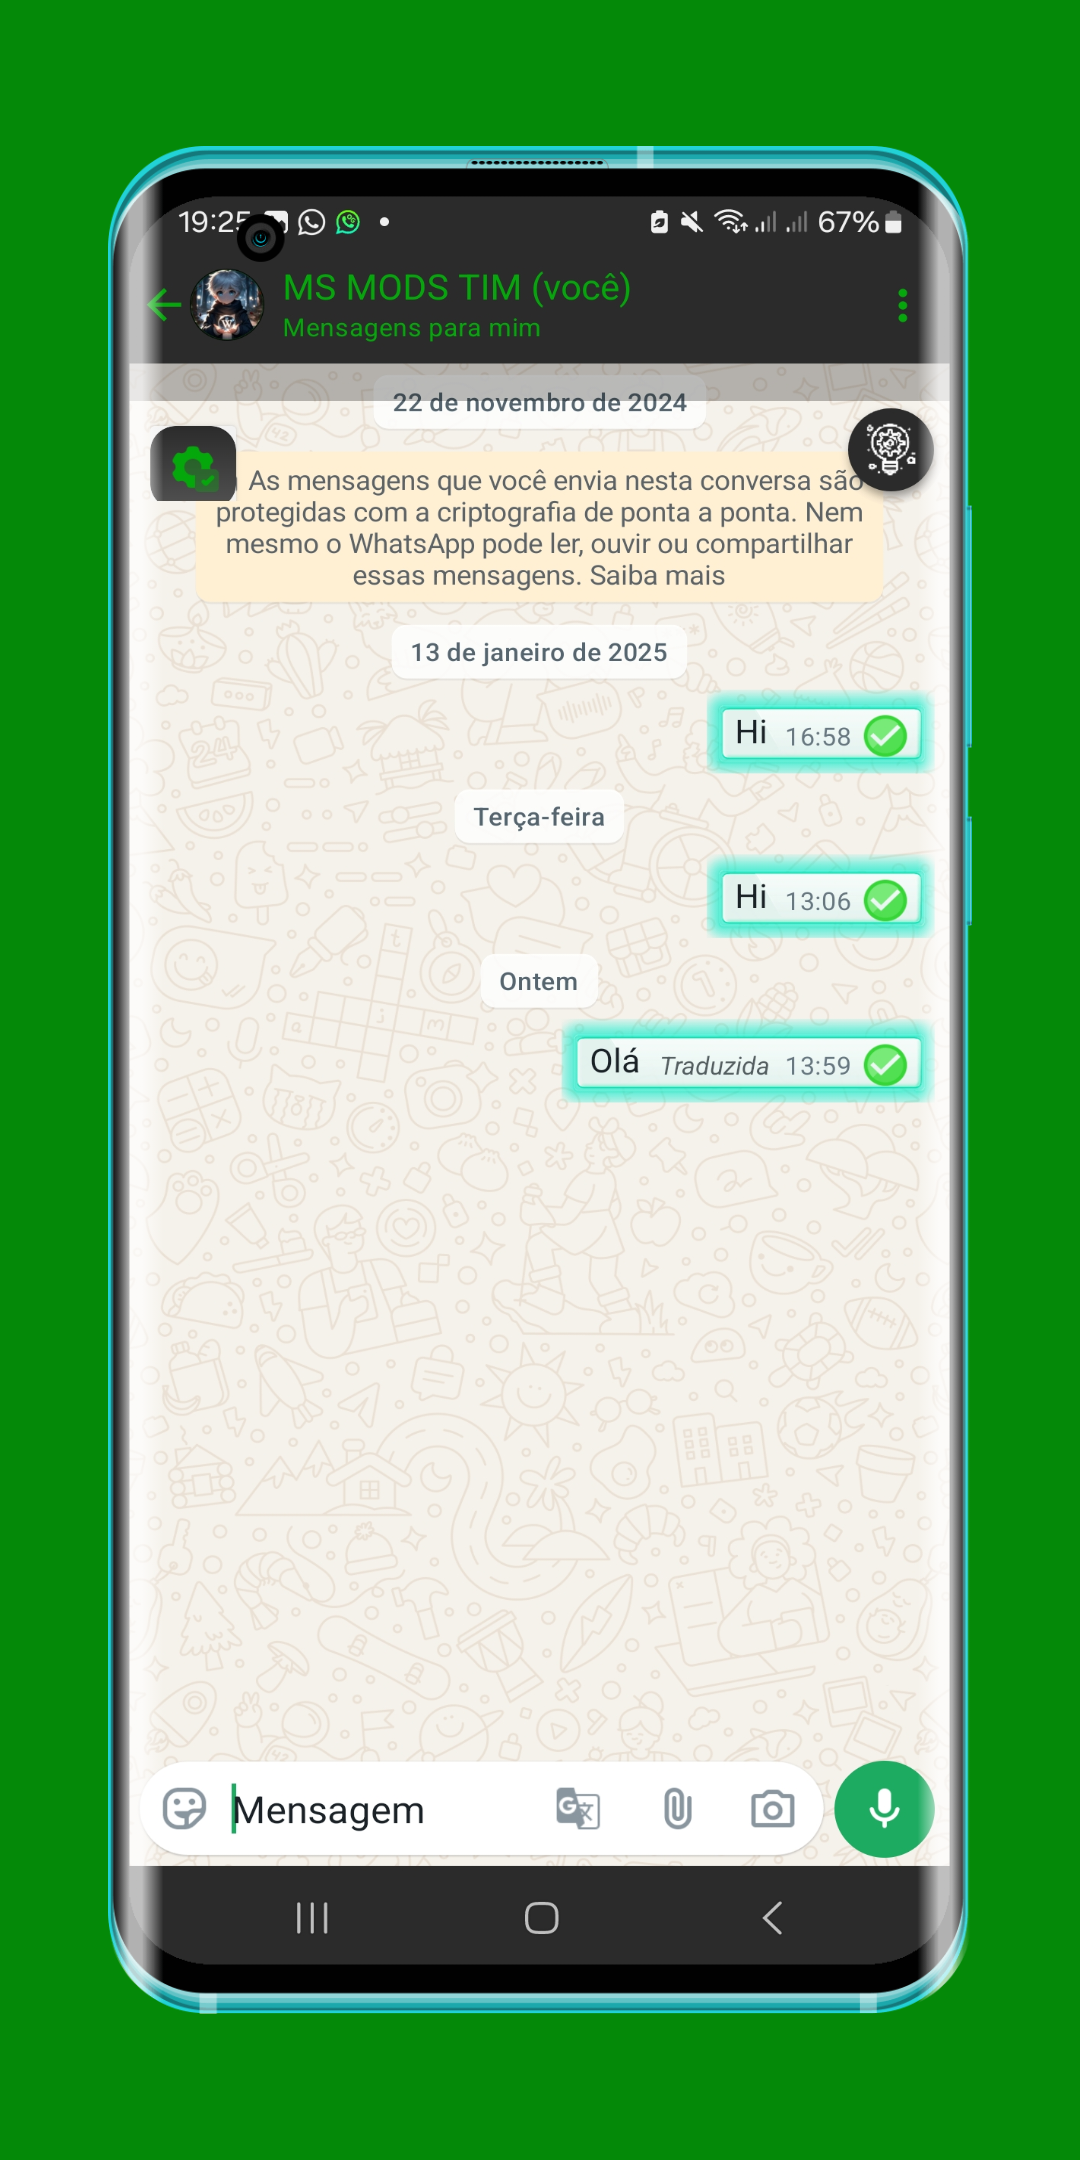 19:25
67%
MS MODS TIM (você)
Mensagens para mim
22 de novembro de 2024
As mensagens que você envia nesta conversa são
protegidas com a criptografia de ponta a ponta. Nem
mesmo o WhatsApp pode ler, ouvir ou compartilhar
essas mensagens. Saiba mais
13 de janeiro de 2025
Hi 16:58
Terça-feira
Hi 13:06
Ontem
Olá Traduzida 13:59
Mensagem